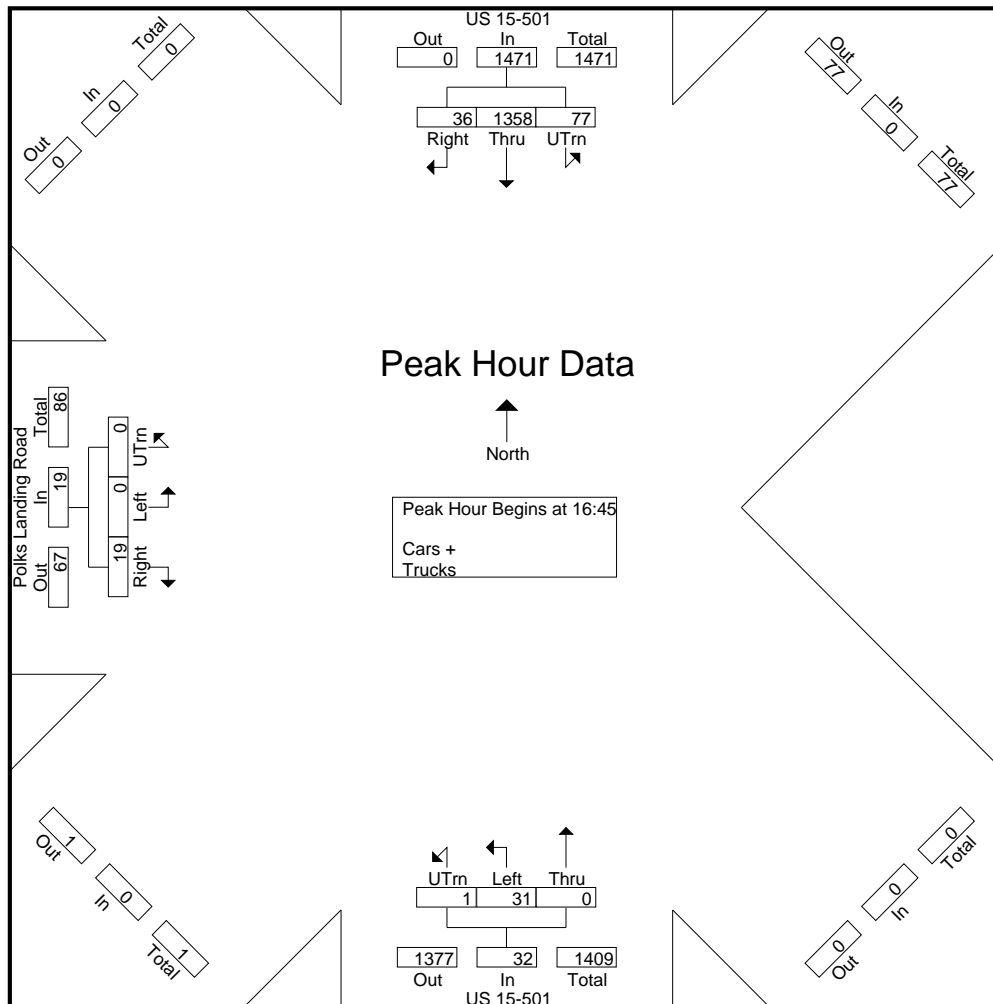 US 15-501
Out In Total
0 1471 1471
36 1358 77
Right Thru UTrn
Total
0
In
0
Out
0
Out
77
In
0
Total
77
Peak Hour Data
North
Peak Hour Begins at 16:45
Cars +
Trucks
Polks Landing Road
Out In Total
67 19 86
19 0 0
Right Left UTrn
1
Out
0
In
1
Total
0
Total
0
In
0
Out
UTrn Left Thru
1 31 0
1377 32 1409
Out In Total
US 15-501